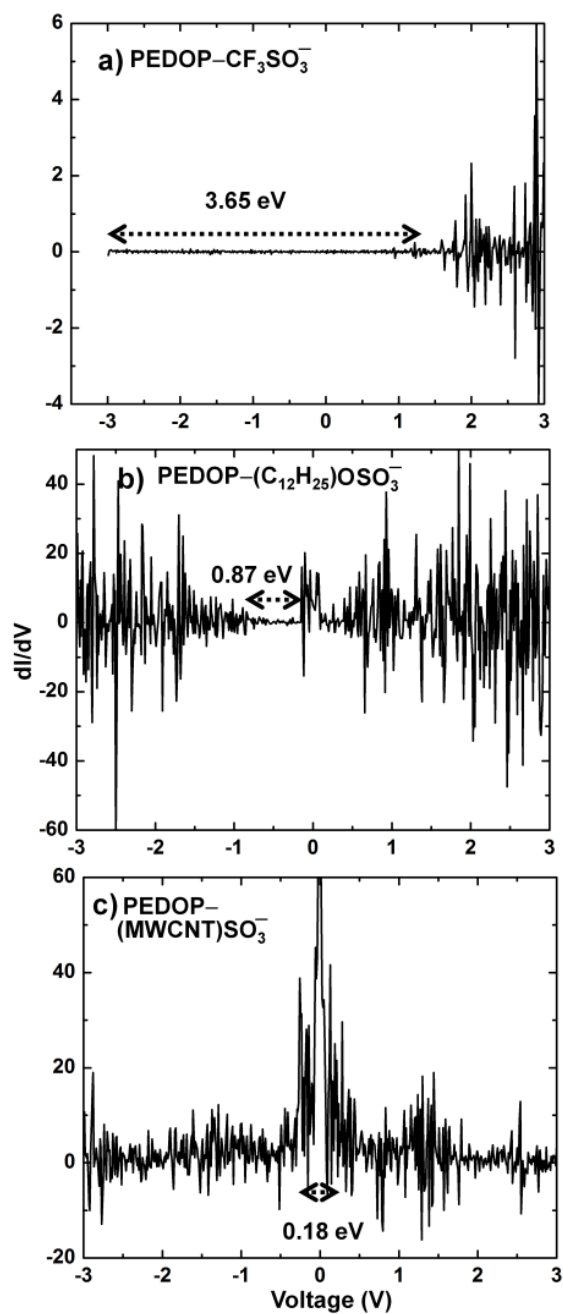 6
a) PEDOP–CF₃SO₃⁻
4
2
3.65 eV
0
-2
-4
-3 -2 -1 0 1 2 3
b) PEDOP–(C₁₂H₂₅)OSO₃⁻
40
20
0.87 eV
0
dI/dV
-20
-40
-60
-3 -2 -1 0 1 2 3
60
c) PEDOP–
(MWCNT)SO₃⁻
40
20
0
0.18 eV
-20
-3 -2 -1 0 1 2 3
Voltage (V)